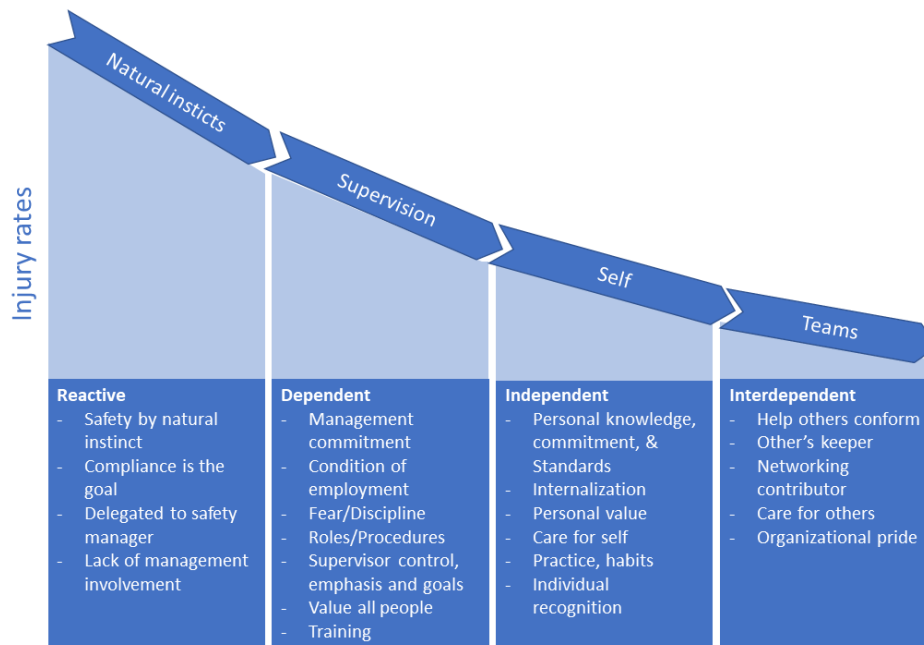 Natural insticts
Supervision
Self
Teams
Injury rates
Reactive
- Safety by natural
instinct
- Compliance is the
goal
- Delegated to safety
manager
- Lack of management
involvement
Dependent
- Management
commitment
- Condition of
employment
- Fear/Discipline
- Roles/Procedures
- Supervisor control,
emphasis and goals
- Value all people
- Training
Independent
- Personal knowledge,
commitment, &
Standards
- Internalization
- Personal value
- Care for self
- Practice, habits
- Individual
recognition
Interdependent
- Help others conform
- Other's keeper
- Networking
contributor
- Care for others
- Organizational pride